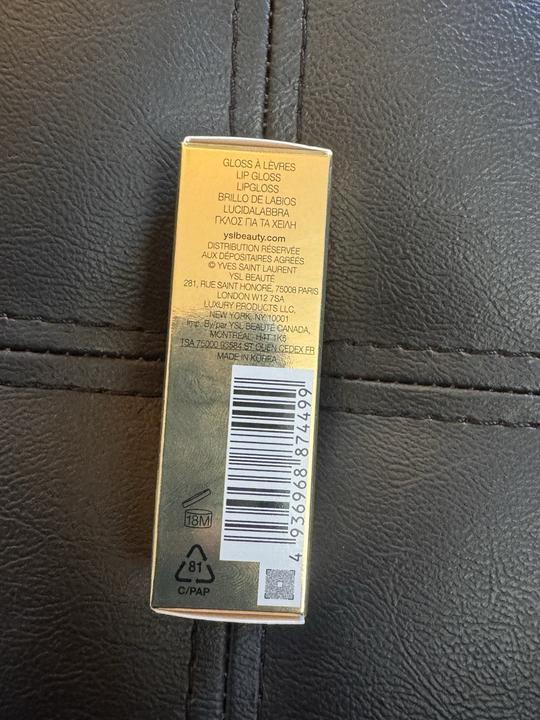 GLOSS À LÈVRES
LIP GLOSS
LIPGLOSS
BRILLO DE LABIOS
LUCIDALABBRA
ΓΚΛΟΣ ΓΙΑ ΤΑ ΧΕΙΛΗ
yslbeauty.com
DISTRIBUTION RÉSERVÉE
AUX DÉPOSITAIRES AGRÉÉS
© YVES SAINT LAURENT
YSL BEAUTÉ
281, RUE SAINT HONORÉ, 75008 PARIS
LONDON W12 7SA
LUXURY PRODUCTS LLC,
NEW YORK, NY 10001
Imp. By/par YSL BEAUTÉ CANADA,
MONTRÉAL, H4T 1K5
TSA 75000 93584 ST OUEN CEDEX FR
MADE IN KOREA
4 936968 874499
18M
81
C/PAP